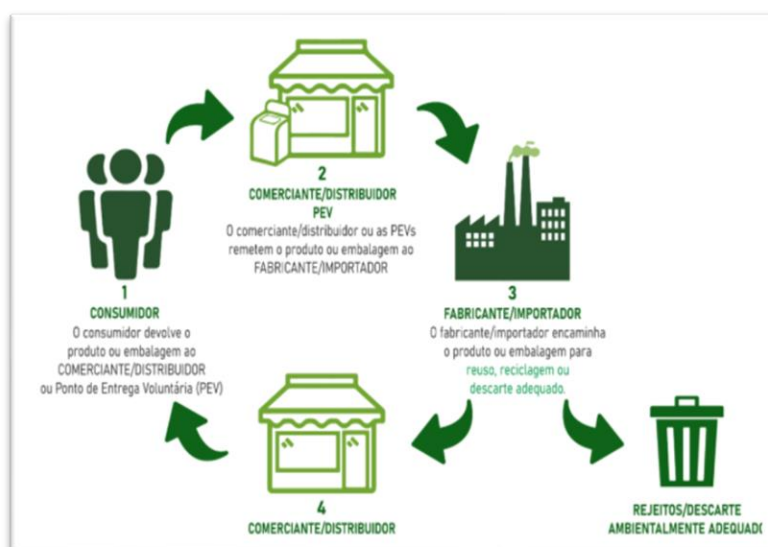 2
COMERCIANTE/DISTRIBUIDOR
PEV
O comerciante/distribuidor ou as PEVs
remetem o produto ou embalagem ao
FABRICANTE/IMPORTADOR
1
CONSUMIDOR
O consumidor devolve o
produto ou embalagem ao
COMERCIANTE/DISTRIBUIDOR
ou Ponto de Entrega Voluntária (PEV)
3
FABRICANTE/IMPORTADOR
O fabricante/importador encaminha
o produto ou embalagem para
reuso, reciclagem ou
descarte adequado.
4
COMERCIANTE/DISTRIBUIDOR
REJEITOS/DESCARTE
AMBIENTALMENTE ADEQUADO